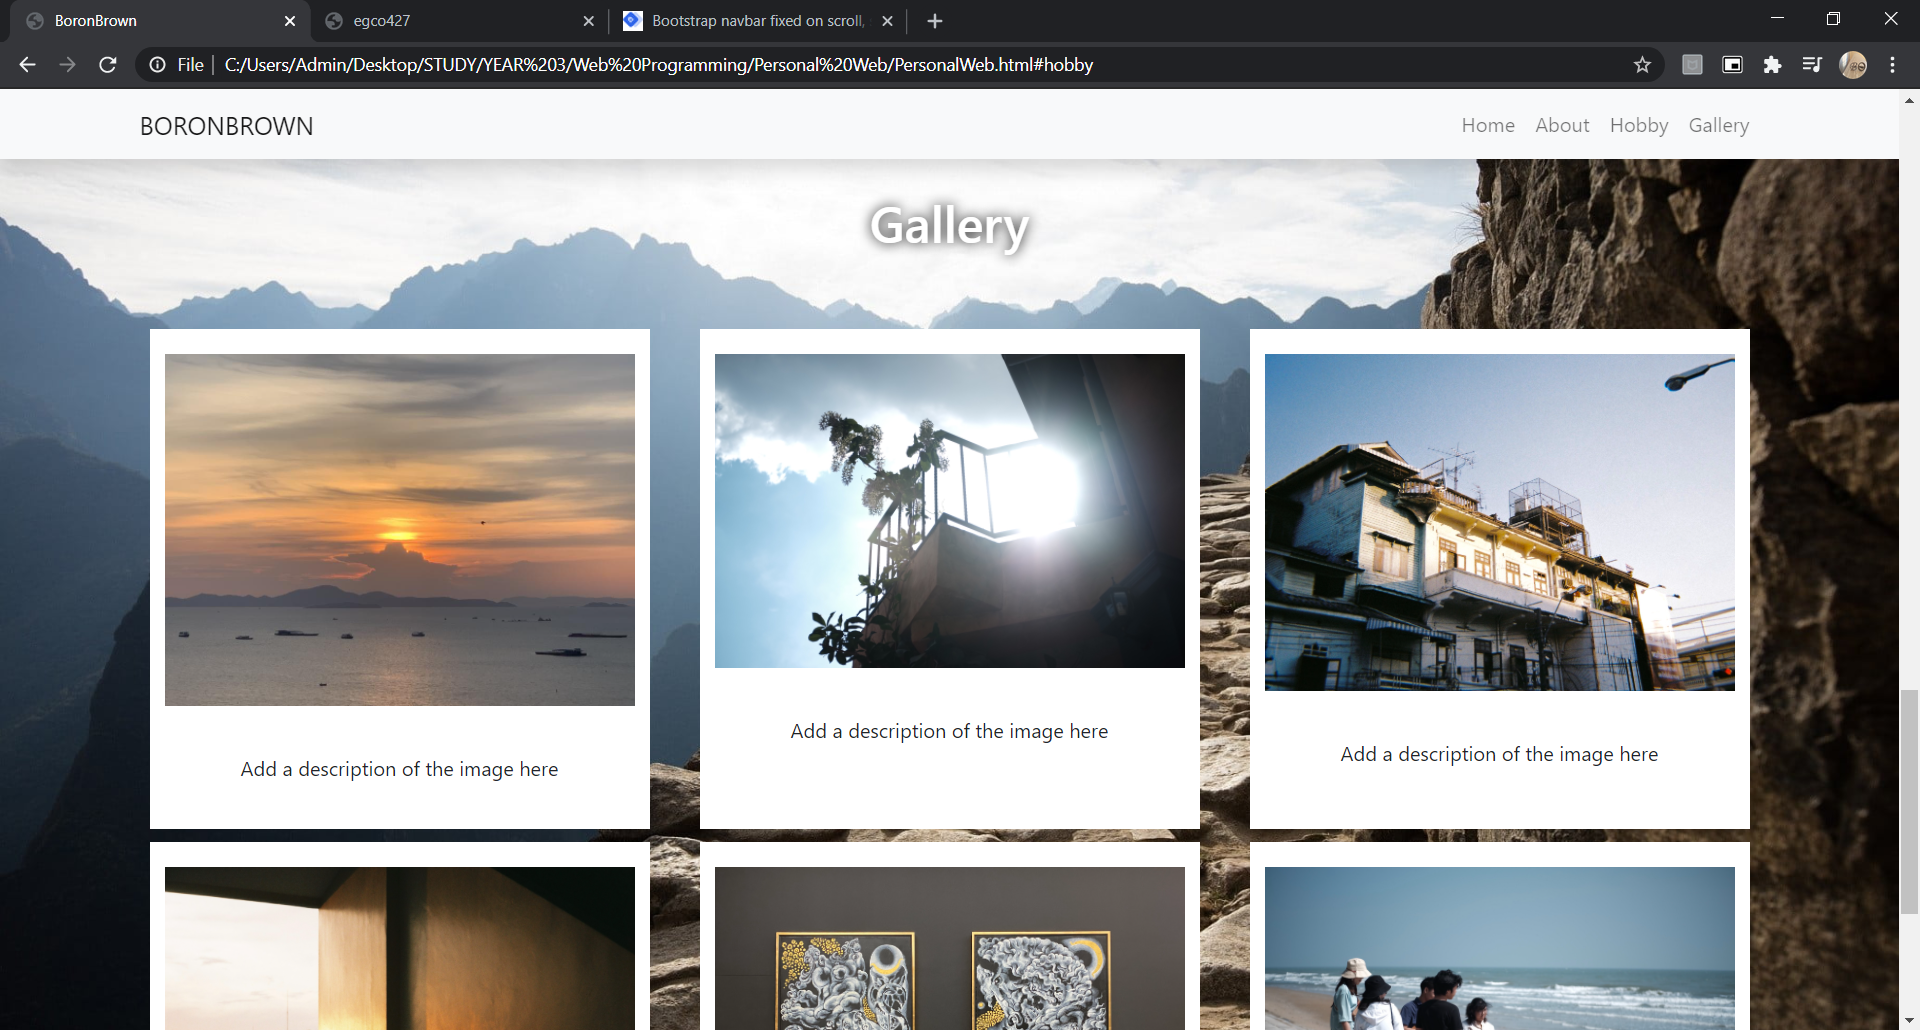 BoronBrown
egco427
Bootstrap navbar fixed on scroll,
File
C:/Users/Admin/Desktop/STUDY/YEAR%203/Web%20Programming/Personal%20Web/PersonalWeb.html#hobby
BORONBROWN
Home About Hobby Gallery
Gallery
Add a description of the image here
Add a description of the image here
Add a description of the image here